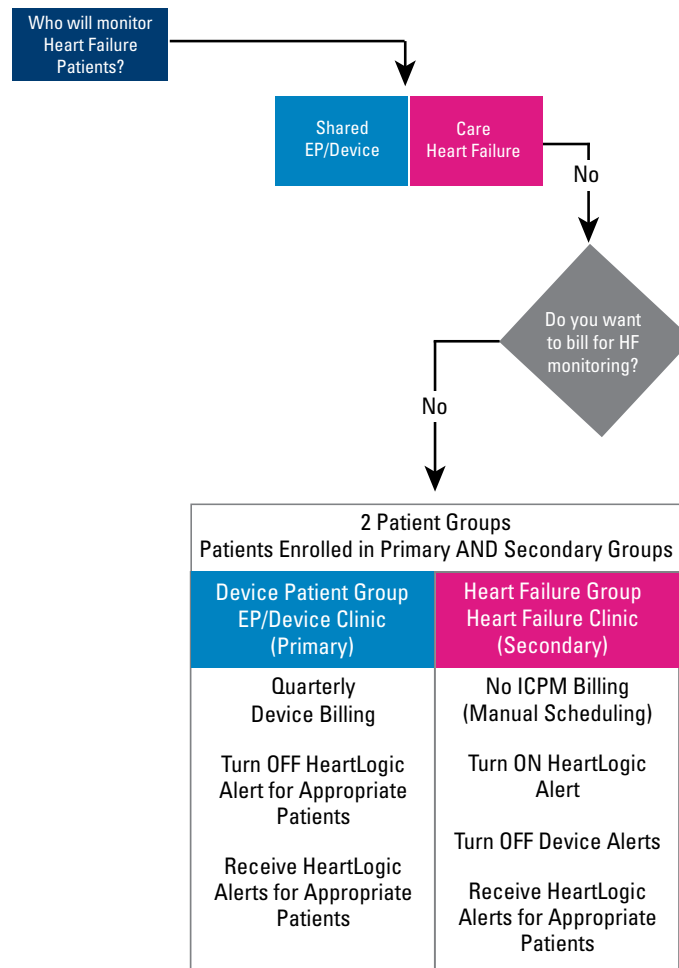 Who will monitor
Heart Failure
Patients?
Shared
EP/Device
Care
Heart Failure
No
Do you want
to bill for HF
monitoring?
No
2 Patient Groups
Patients Enrolled in Primary AND Secondary Groups
Device Patient Group
EP/Device Clinic
(Primary)
Heart Failure Group
Heart Failure Clinic
(Secondary)
Quarterly
Device Billing
Turn OFF HeartLogic
Alert for Appropriate
Patients
Receive HeartLogic
Alerts for Appropriate
Patients
No ICPM Billing
(Manual Scheduling)
Turn ON HeartLogic
Alert
Turn OFF Device Alerts
Receive HeartLogic
Alerts for Appropriate
Patients